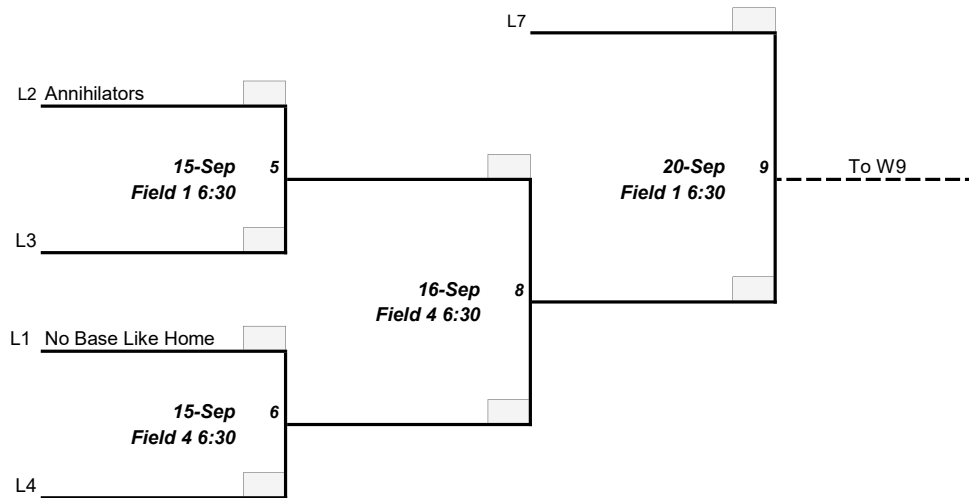 L7
L2 Annihilators
15-Sep 5
Field 1 6:30
20-Sep 9
Field 1 6:30
To W9
L3
16-Sep 8
Field 4 6:30
L1 No Base Like Home
15-Sep 6
Field 4 6:30
L4